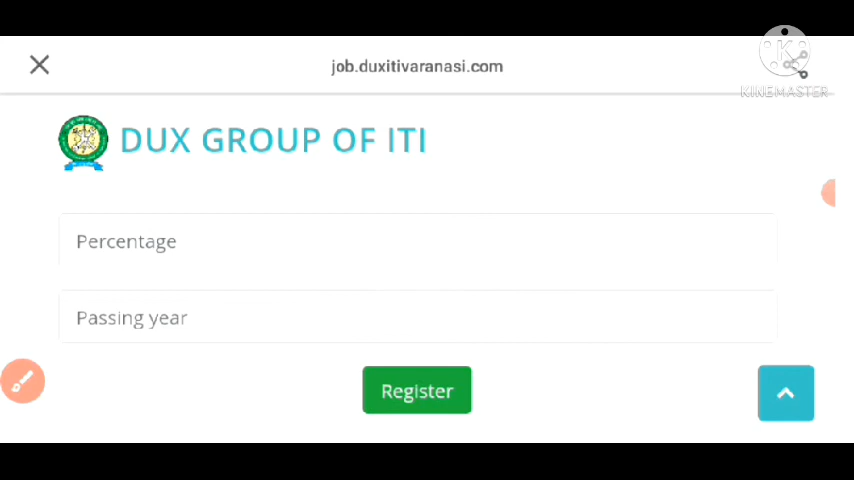 job.duxitivaranasi.com
KINEMASTER
DUX GROUP OF ITI
Percentage
Passing year
Register